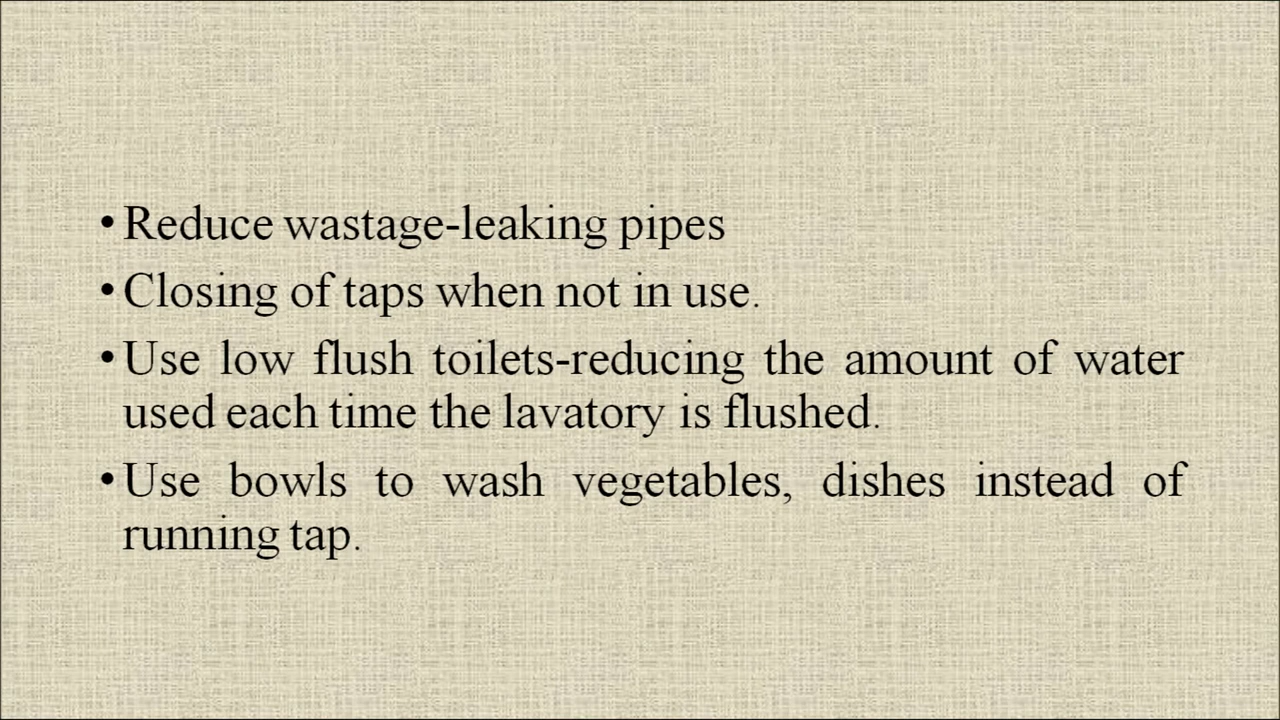 • Reduce wastage-leaking pipes
• Closing of taps when not in use.
• Use low flush toilets-reducing the amount of water
used each time the lavatory is flushed.
• Use bowls to wash vegetables, dishes instead of
running tap.